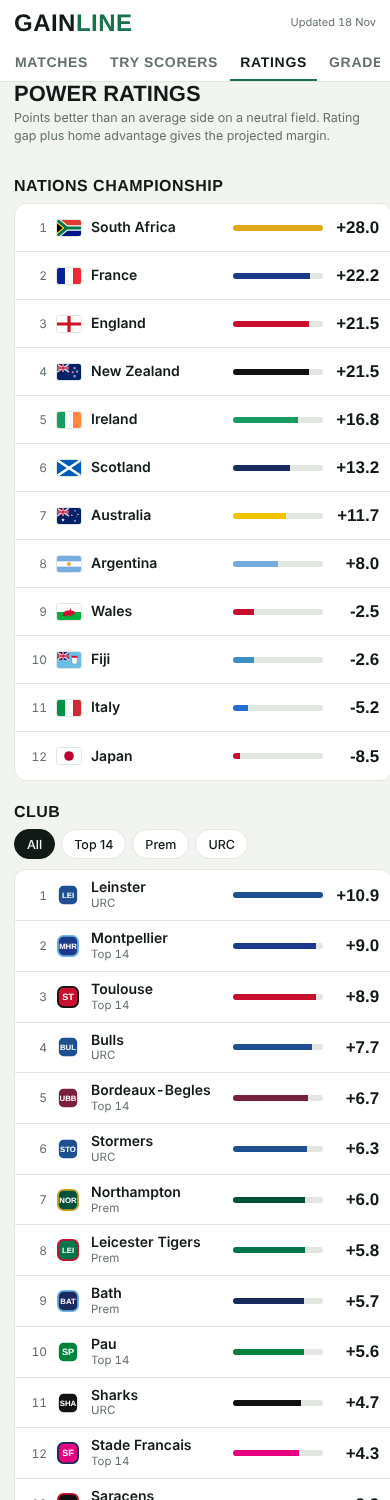 GAINLINE
Updated 18 Nov
MATCHES TRY SCORERS RATINGS GRADE
POWER RATINGS
Points better than an average side on a neutral field. Rating
gap plus home advantage gives the projected margin.
NATIONS CHAMPIONSHIP
1 South Africa +28.0
2 France +22.2
3 England +21.5
4 New Zealand +21.5
5 Ireland +16.8
6 Scotland +13.2
7 Australia +11.7
8 Argentina +8.0
9 Wales -2.5
10 Fiji -2.6
11 Italy -5.2
12 Japan -8.5
CLUB
All Top 14 Prem URC
1 LEI Leinster +10.9
URC
2 MHR Montpellier +9.0
Top 14
3 ST Toulouse +8.9
Top 14
4 BUL Bulls +7.7
URC
5 UBB Bordeaux-Begles +6.7
Top 14
6 STO Stormers +6.3
URC
7 NOR Northampton +6.0
Prem
8 LEI Leicester Tigers +5.8
Prem
9 BAT Bath +5.7
Prem
10 SP Pau +5.6
Top 14
11 SHA Sharks +4.7
URC
12 SF Stade Francais +4.3
Top 14
Saracens